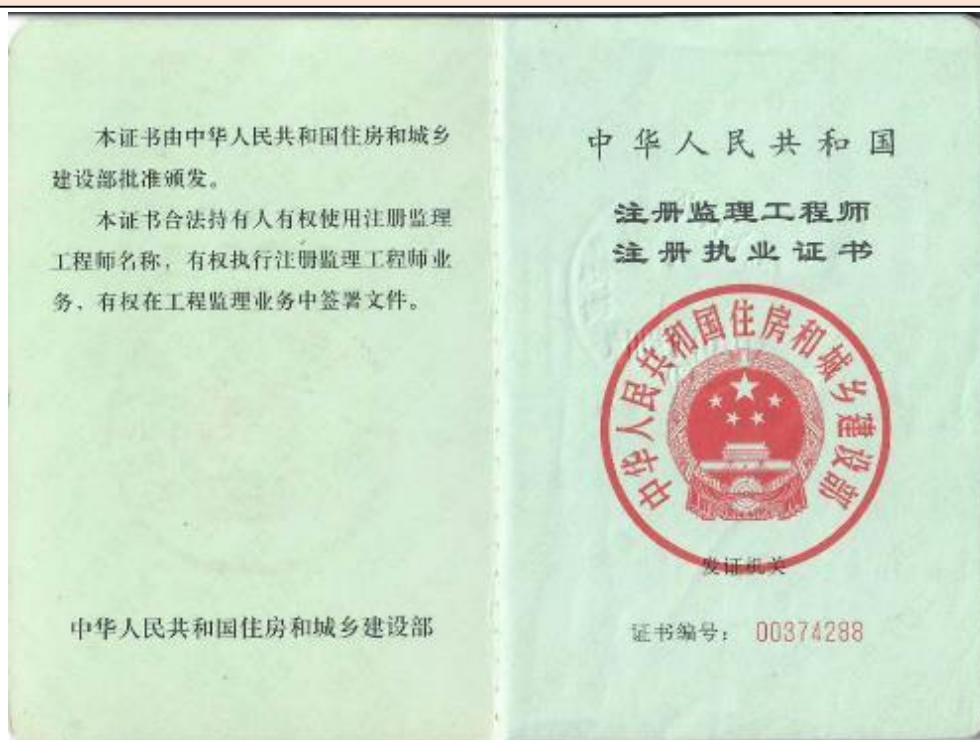 本证书由中华人民共和国住房和城乡
建设部批准颁发。
本证书合法持有人有权使用注册监理
工程师名称、有权执行注册监理工程师业
务、有权在工程监理业务中签署文件。
中华人民共和国住房和城乡建设部
中华人民共和国
注册监理工程师
注册执业证书
中华人民共和国住房和城乡建设部
发证机关
证书编号: 00374288